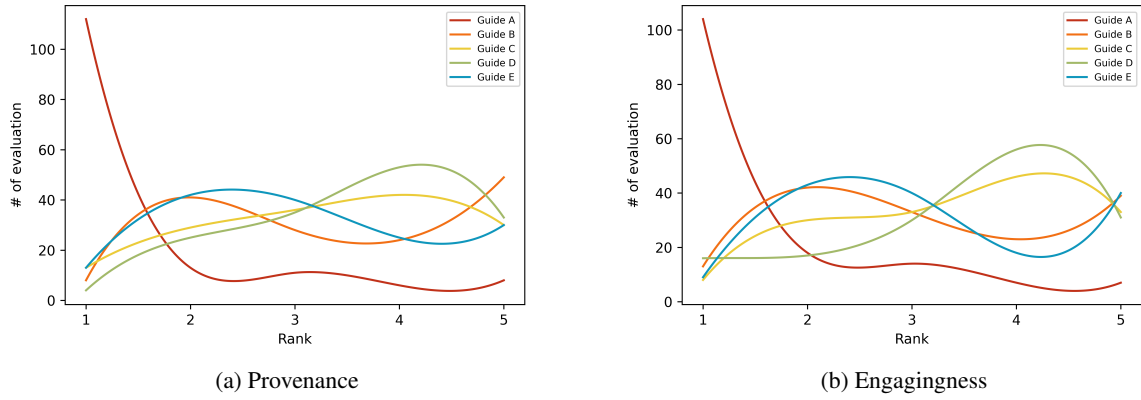 Guide A
Guide B
Guide C
Guide D
Guide E
100
80
60
40
20
0
# of evaluation
1 2 3 4 5
Rank
(a) Provenance
Guide A
Guide B
Guide C
Guide D
Guide E
100
80
60
40
20
0
# of evaluation
1 2 3 4 5
Rank
(b) Engagingness